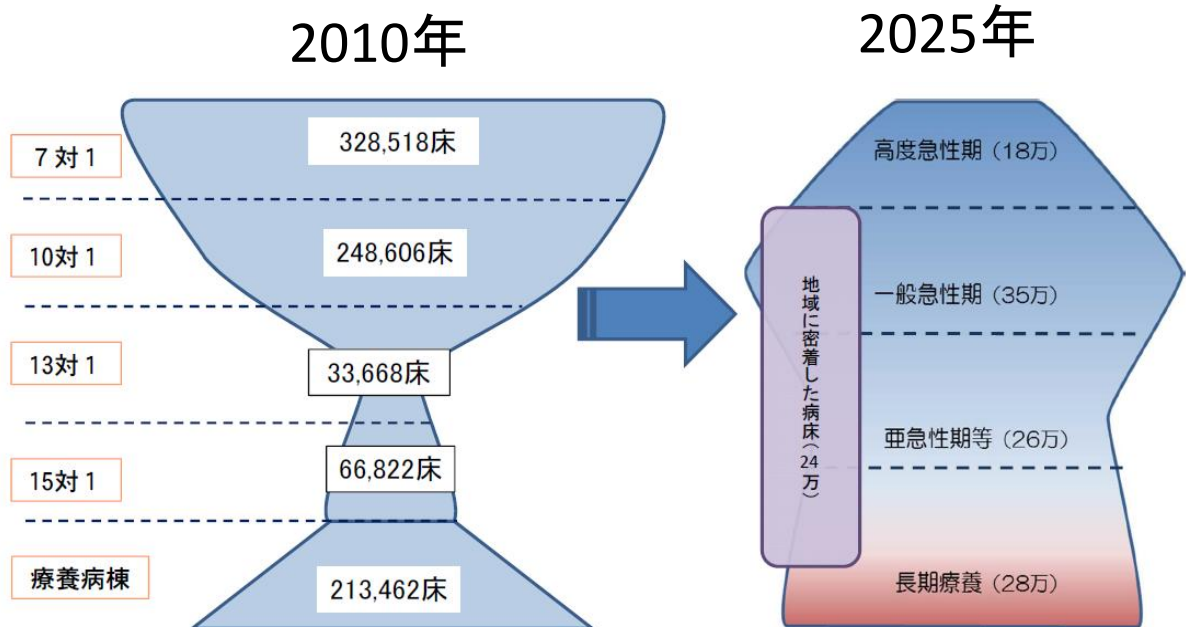 2010年
2025年
7対1
328,518床
10対1
248,606床
13対1
33,668床
15対1
66,822床
療養病棟
213,462床
高度急性期（18万）
一般急性期（35万）
亜急性期等（26万）
長期療養（28万）
地域に密着した病床（24万）